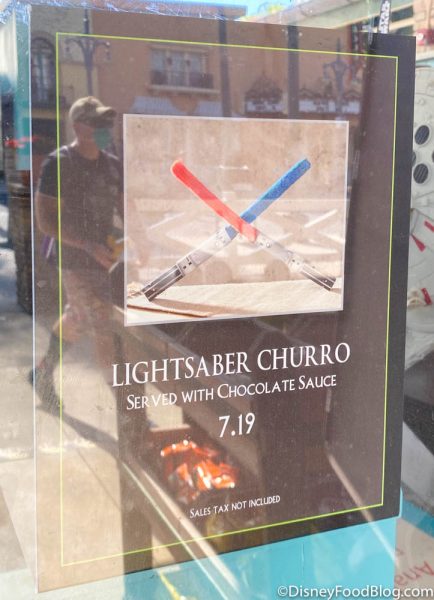 LIGHTSABER CHURRO
SERVED WITH CHOCOLATE SAUCE
7.19
SALES TAX NOT INCLUDED
©DisneyFoodBlog.com